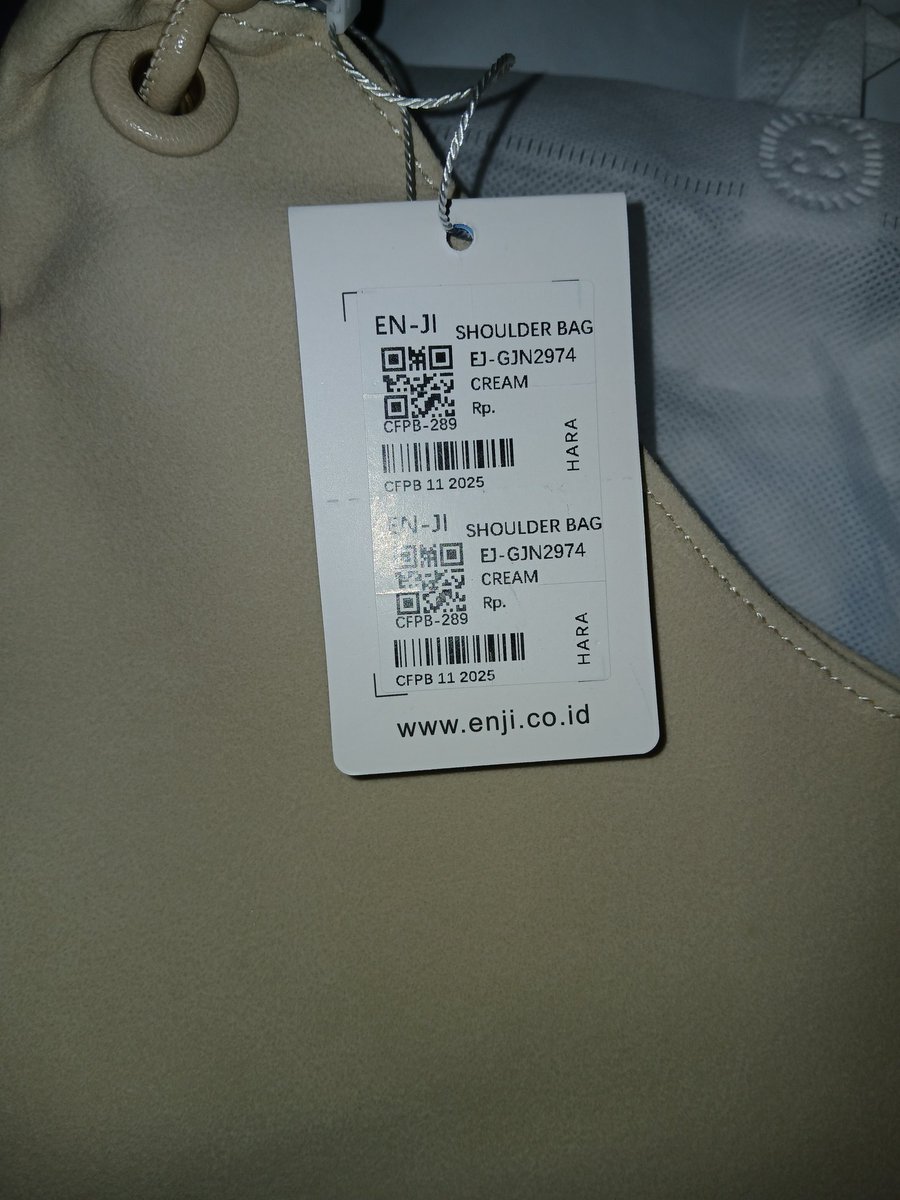 EN-JI
SHOULDER BAG
EJ-GJN2974
CREAM
Rp.
CFPB-289
HARA
CFPB 11 2025
EN-JI
SHOULDER BAG
EJ-GJN2974
CREAM
Rp.
CFPB-289
HARA
CFPB 11 2025
www.enji.co.id